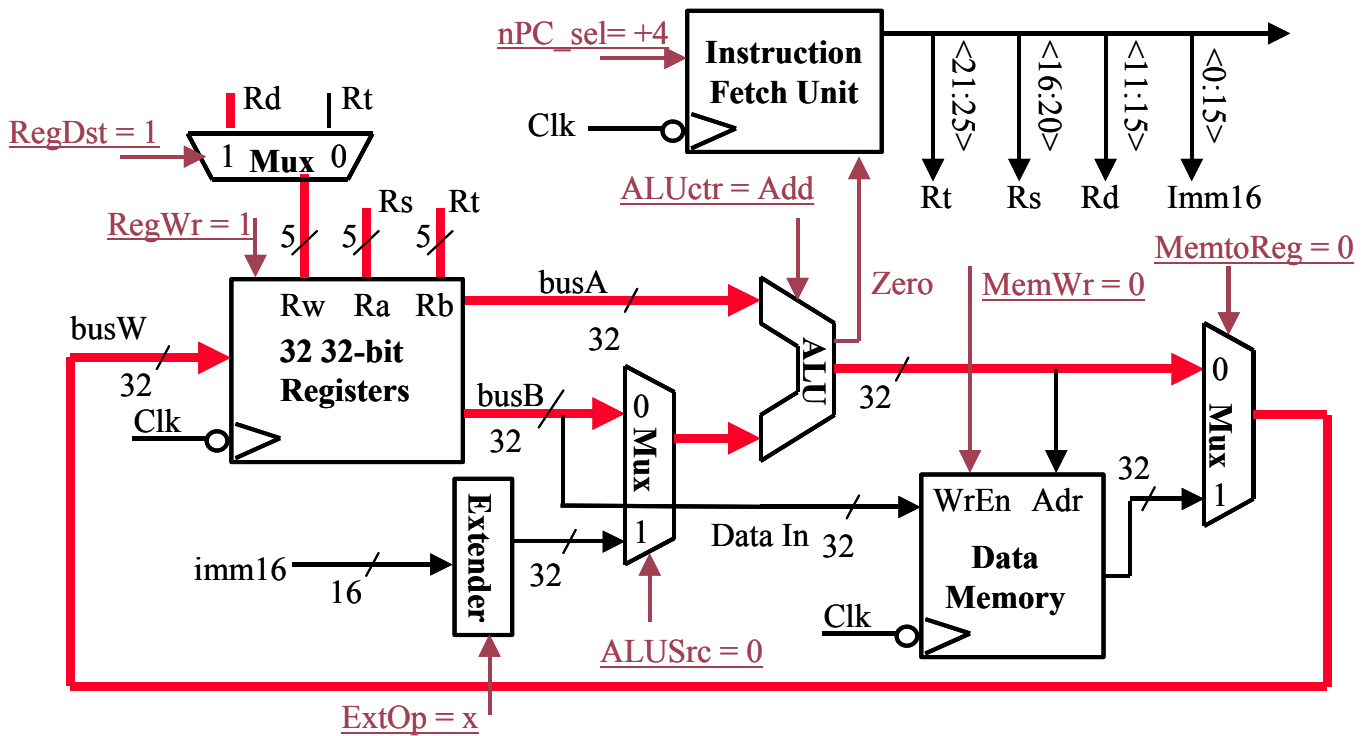 nPC_sel= +4
Instruction
Fetch Unit
Clk
<21:25>
<16:20>
<11:15>
<0:15>
Rt
Rs
Rd
Imm16
Rd
Rt
RegDst = 1
1 Mux 0
ALUctr = Add
RegWr = 1
5
5
Rs
5
Rt
Zero
MemWr = 0
MemtoReg = 0
busW
32
Rw Ra Rb
32 32-bit
Registers
Clk
busA
32
busB
32
0
Mux
1
ALU
32
0
Mux
1
32
WrEn Adr
Data
Memory
Clk
Data In
32
imm16
16
Extender
32
ALUSrc = 0
ExtOp = x